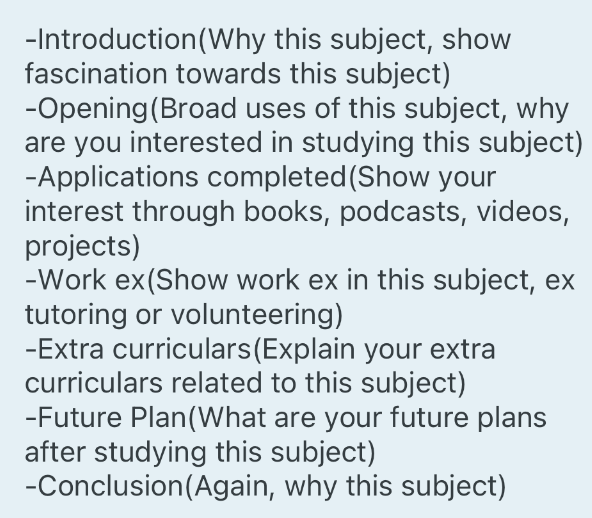 -Introduction(Why this subject, show
fascination towards this subject)
-Opening(Broad uses of this subject, why
are you interested in studying this subject)
-Applications completed(Show your
interest through books, podcasts, videos,
projects)
-Work ex(Show work ex in this subject, ex
tutoring or volunteering)
-Extra curriculars(Explain your extra
curriculars related to this subject)
-Future Plan(What are your future plans
after studying this subject)
-Conclusion(Again, why this subject)